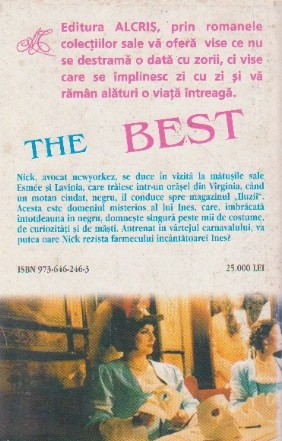 Editura ALCRIS, prin romanele
colecţiilor sale vă oferă vise ce nu
se destramă o dată cu zorii, ci vise
care se împlinesc zi cu zi şi vă
rămân alături o viaţă întreagă.
THE BEST
Nick, avocat newyorkez, se duce în vizită la mătuşile sale
Esmée şi Lavinia, care trăiesc într-un orăşel din Virginia, când
un motan ciudat, negru, îl conduce spre magazinul „Iluzii".
Acesta este domeniul misterios al lui Ines, care, îmbrăcată
întotdeauna în negru, domneşte singură peste mii de costume,
de curiozităţi şi de măşti. Antrenat în vârtejul carnavalului, va
putea oare Nick rezista farmecului încântătoarei Ines?
ISBN 973-646-246-3
25.000 LEI